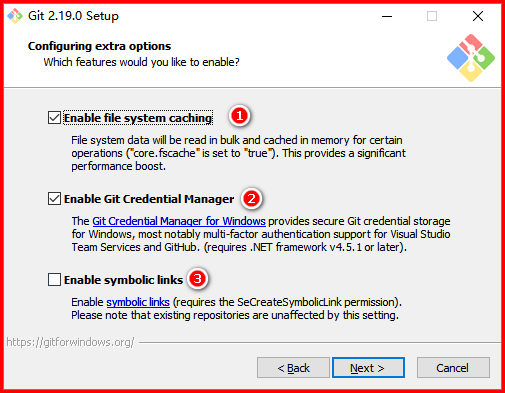 Git 2.19.0 Setup
Configuring extra options
Which features would you like to enable?
Enable file system caching 1
File system data will be read in bulk and cached in memory for certain
operations ("core.fscache" is set to "true"). This provides a significant
performance boost.
Enable Git Credential Manager 2
The Git Credential Manager for Windows provides secure Git credential storage
for Windows, most notably multi-factor authentication support for Visual Studio
Team Services and GitHub. (requires .NET framework v4.5.1 or later).
Enable symbolic links 3
Enable symbolic links (requires the SeCreateSymbolicLink permission).
Please note that existing repositories are unaffected by this setting.
https://gitforwindows.org/
< Back Next > Cancel